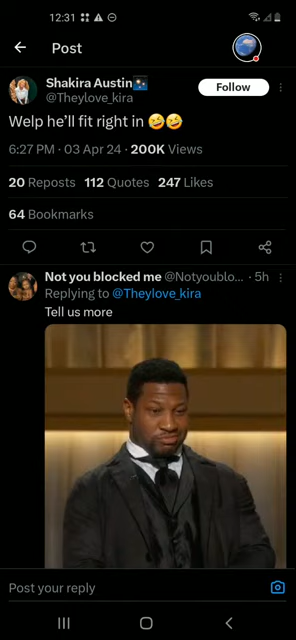 12:31
Post
Shakira Austin
Follow
@Theylove_kira
Welp he’ll fit right in 🤣🤣
6:27 PM · 03 Apr 24 · 200K Views
20 Reposts 112 Quotes 247 Likes
64 Bookmarks
Not you blocked me @Notyoublo... · 5h
Replying to @Theylove_kira
Tell us more
Post your reply